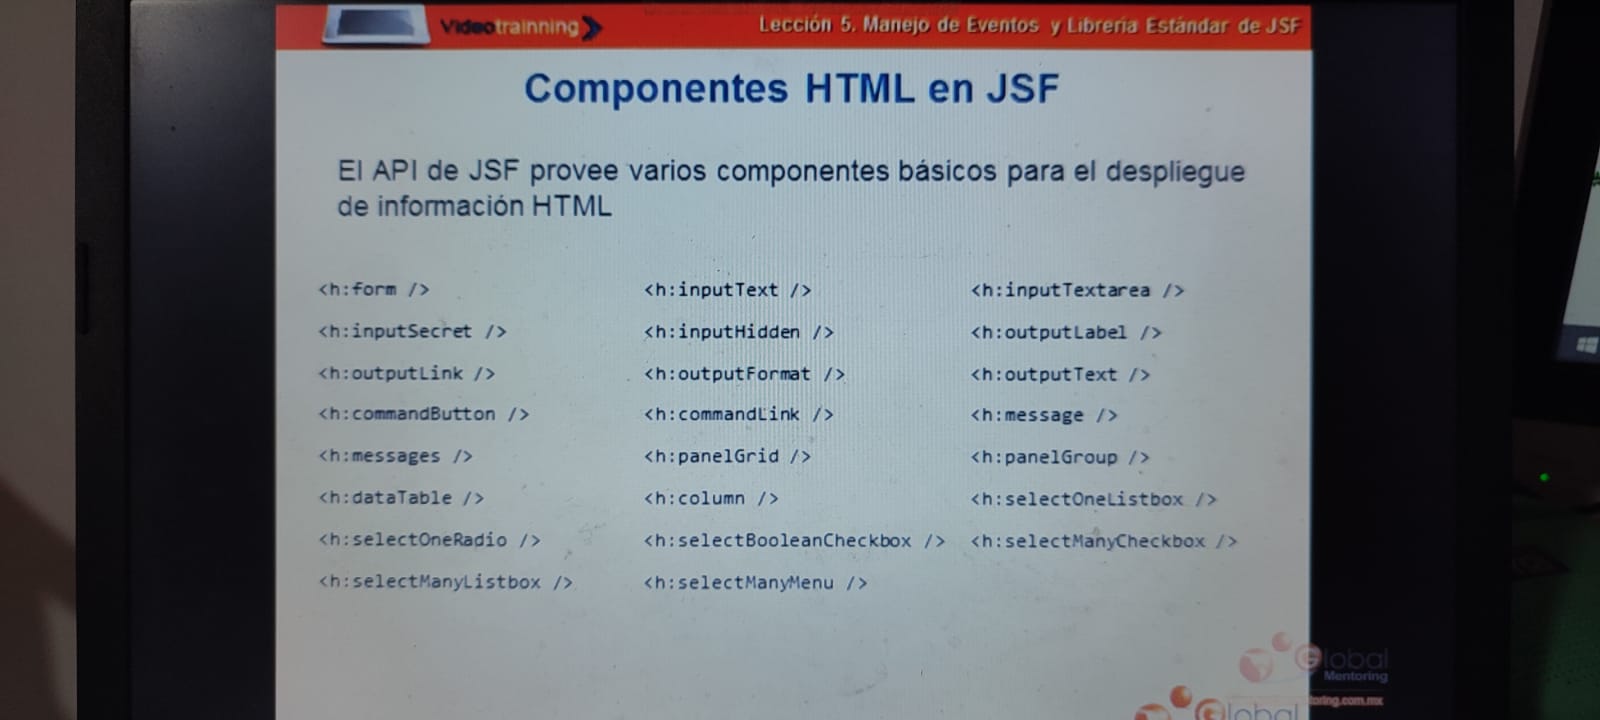 Videotrainning
Lección 5. Manejo de Eventos y Librería Estándar de JSF
Componentes HTML en JSF
El API de JSF provee varios componentes básicos para el despliegue
de información HTML
<h:form /> <h:inputText /> <h:inputTextarea />
<h:inputSecret /> <h:inputHidden /> <h:outputLabel />
<h:outputLink /> <h:outputFormat /> <h:outputText />
<h:commandButton /> <h:commandLink /> <h:message />
<h:messages /> <h:panelGrid /> <h:panelGroup />
<h:dataTable /> <h:column /> <h:selectOneListbox />
<h:selectOneRadio /> <h:selectBooleanCheckbox /> <h:selectManyCheckbox />
<h:selectManyListbox /> <h:selectManyMenu />
Global
Mentoring
toring.com.mx
Global